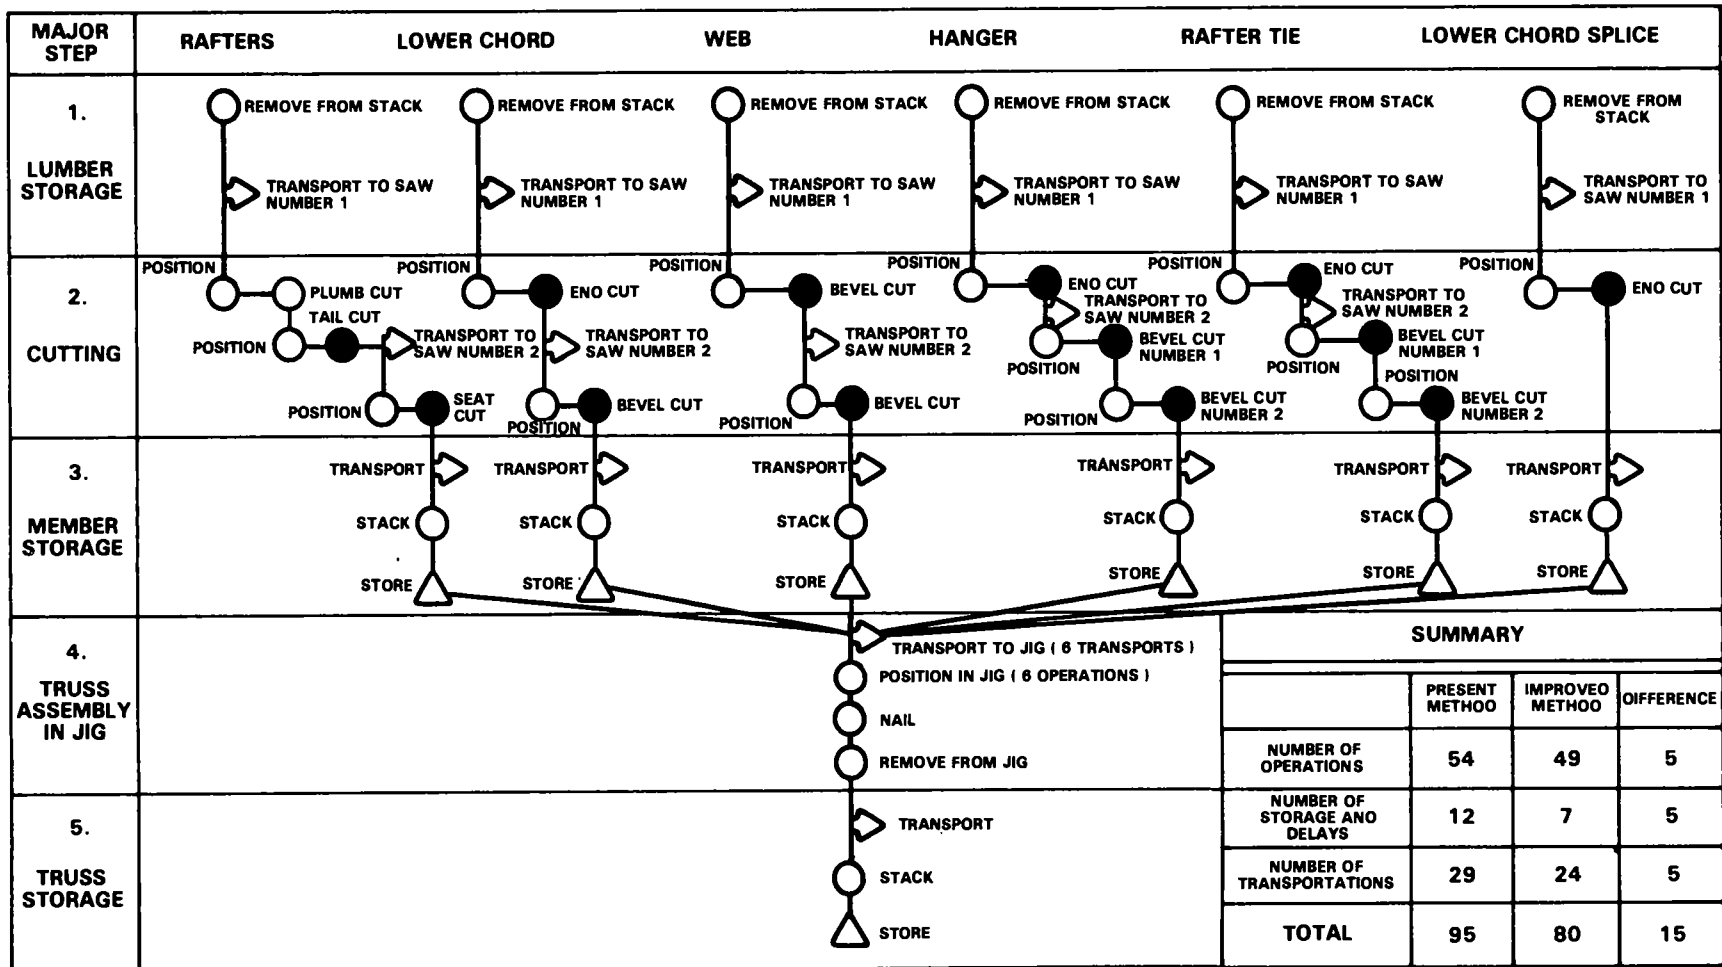 MAJOR
STEP
RAFTERS
LOWER CHORD
WEB
HANGER
RAFTER TIE
LOWER CHORD SPLICE
1.
LUMBER
STORAGE
REMOVE FROM STACK
REMOVE FROM STACK
REMOVE FROM STACK
REMOVE FROM STACK
REMOVE FROM STACK
REMOVE FROM
STACK
TRANSPORT TO SAW
NUMBER 1
TRANSPORT TO SAW
NUMBER 1
TRANSPORT TO SAW
NUMBER 1
TRANSPORT TO SAW
NUMBER 1
TRANSPORT TO SAW
NUMBER 1
TRANSPORT TO
SAW NUMBER 1
2.
CUTTING
POSITION
PLUMB CUT
TAIL CUT
POSITION
TRANSPORT TO
SAW NUMBER 2
POSITION
SEAT
CUT
POSITION
ENO CUT
TRANSPORT TO
SAW NUMBER 2
BEVEL CUT
POSITION
POSITION
BEVEL CUT
TRANSPORT TO
SAW NUMBER 2
BEVEL CUT
POSITION
POSITION
ENO CUT
TRANSPORT TO
SAW NUMBER 2
BEVEL CUT
NUMBER 1
POSITION
BEVEL CUT
NUMBER 2
POSITION
POSITION
ENO CUT
TRANSPORT TO
SAW NUMBER 2
BEVEL CUT
NUMBER 1
POSITION
POSITION
BEVEL CUT
NUMBER 2
POSITION
ENO CUT
3.
MEMBER
STORAGE
TRANSPORT
TRANSPORT
TRANSPORT
TRANSPORT
TRANSPORT
TRANSPORT
STACK
STACK
STACK
STACK
STACK
STACK
STORE
STORE
STORE
STORE
STORE
STORE
4.
TRUSS
ASSEMBLY
IN JIG
TRANSPORT TO JIG ( 6 TRANSPORTS )
POSITION IN JIG ( 6 OPERATIONS )
NAIL
REMOVE FROM JIG
5.
TRUSS
STORAGE
TRANSPORT
STACK
STORE
SUMMARY
PRESENT
METHOO
IMPROVEO
METHOO
OIFFERENCE
NUMBER OF
OPERATIONS
54
49
5
NUMBER OF
STORAGE ANO
DELAYS
12
7
5
NUMBER OF
TRANSPORTATIONS
29
24
5
TOTAL
95
80
15